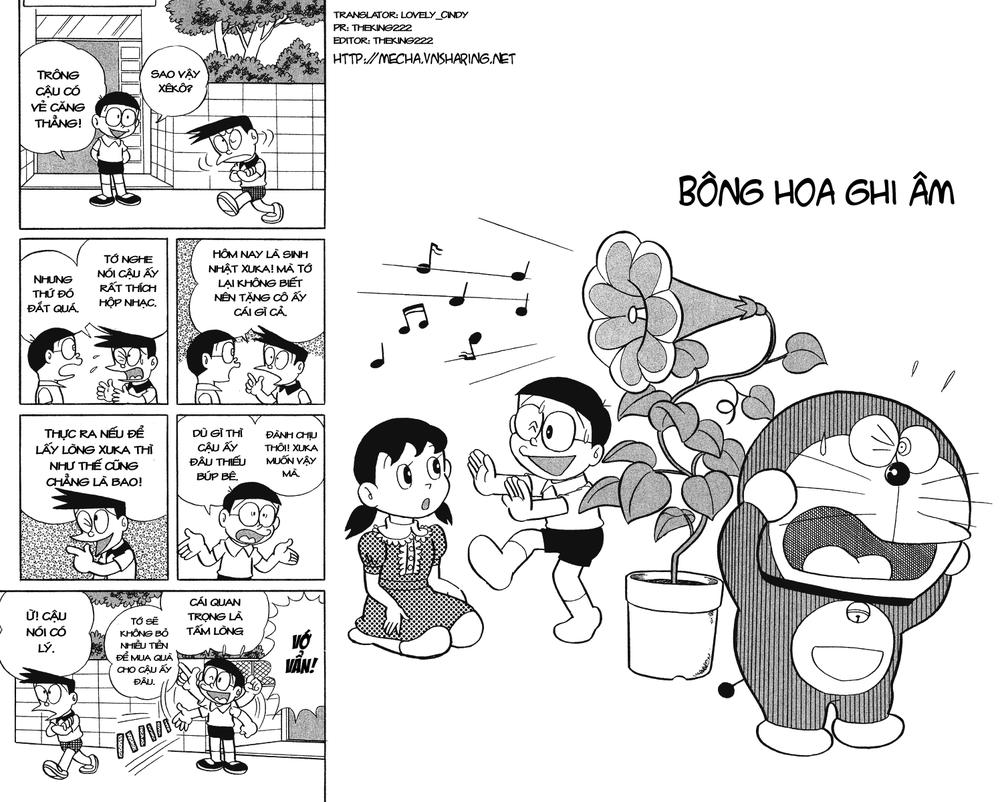 TRANSLATOR: LOVELY_CINDY
PR: THEKING222
EDITOR: THEKING222
HTTP://MECHA.VNSHARING.NET
BÔNG HOA GHI ÂM
SAO VẬY
XÊKÔ?
TRÔNG
CẬU CÓ
VẺ CĂNG
THẲNG!
HÔM NAY LÀ SINH
NHẬT XUKA! MÀ TỚ
LẠI KHÔNG BIẾT
NÊN TẶNG CÔ ẤY
CÁI GÌ CẢ.
TỚ NGHE
NÓI CẬU ẤY
RẤT THÍCH
HỘP NHẠC.
NHƯNG
THỨ ĐÓ
ĐẮT QUÁ.
ĐÀNH CHỊU
THÔI! XUKA
MUỐN VẬY
MÀ.
DÙ GÌ THÌ
CẬU ẤY
ĐÂU THIẾU
BÚP BÊ.
THỰC RA NẾU ĐỂ
LẤY LÒNG XUKA THÌ
NHƯ THẾ CŨNG
CHẲNG LÀ BAO!
VỚ
VẨN!
CÁI QUAN
TRỌNG LÀ
TẤM LÒNG
TỚ SẼ
KHÔNG BỎ
NHIỀU TIỀN
ĐỂ MUA QUÀ
CHO CẬU ẤY
ĐÂU.
Ừ! CẬU
NÓI CÓ
LÝ.